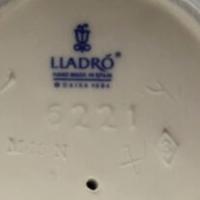 LLADRÓ
HAND MADE IN SPAIN
© DAISA 1984
5221